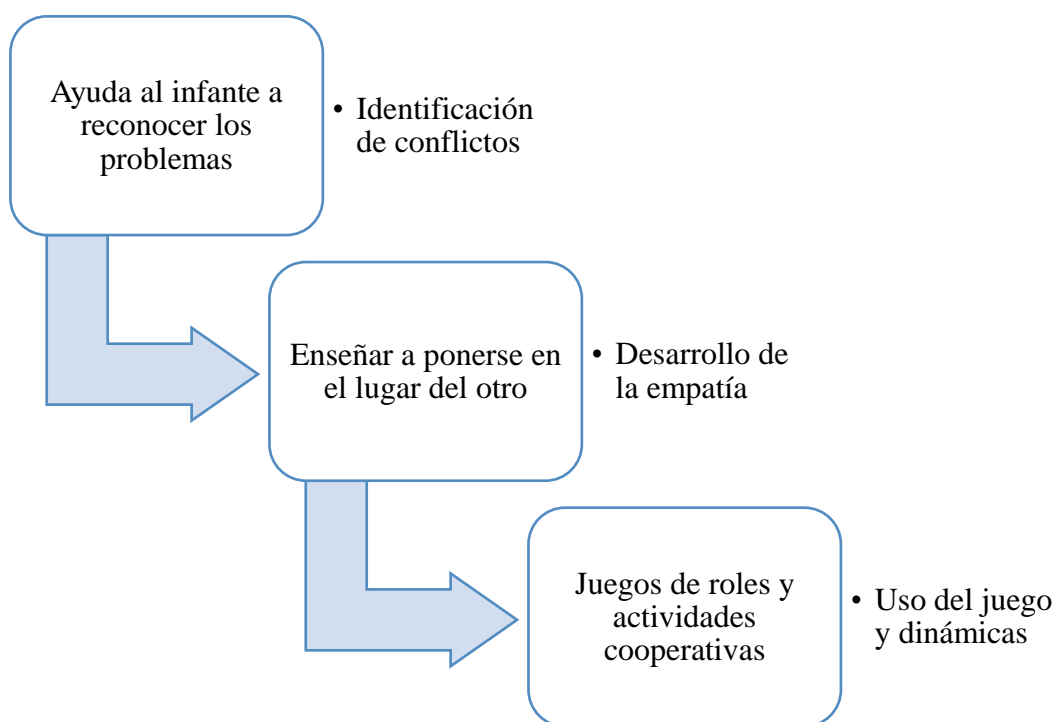 Ayuda al infante a
reconocer los
problemas
• Identificación
de conflictos
Enseñar a ponerse en
el lugar del otro
• Desarrollo de
la empatía
Juegos de roles y
actividades
cooperativas
• Uso del juego
y dinámicas